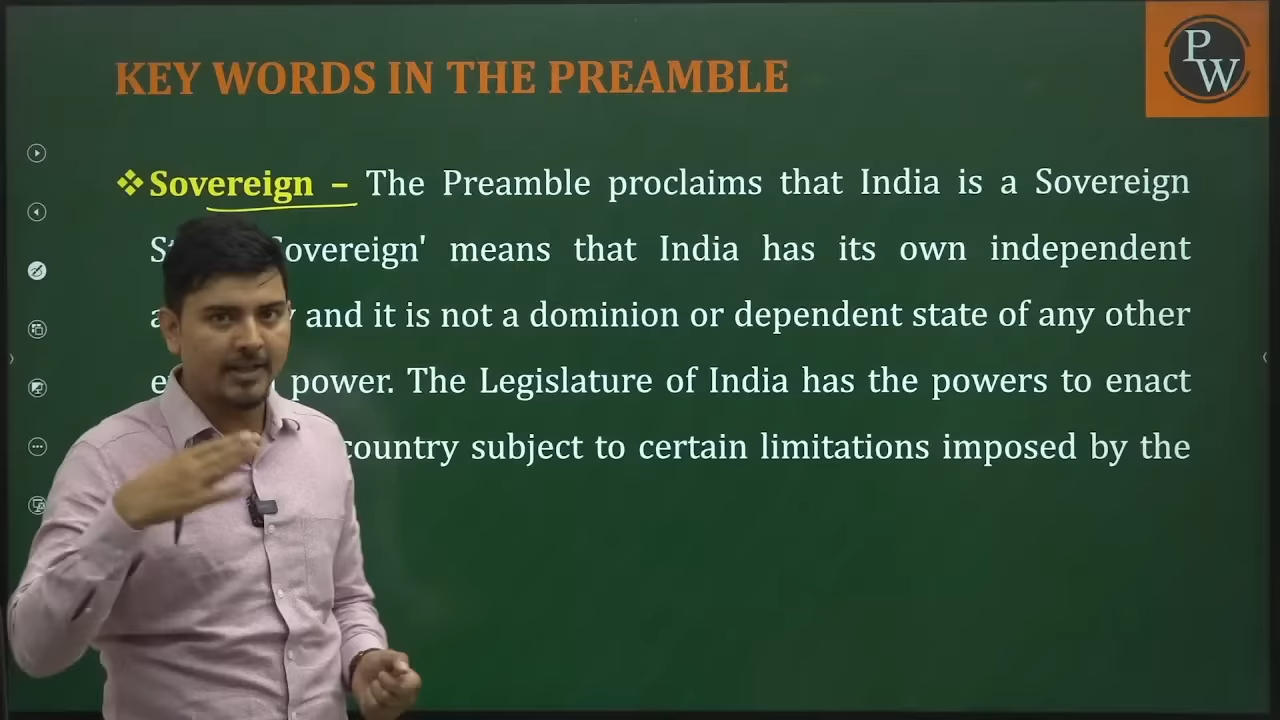 KEY WORDS IN THE PREAMBLE
PW
❖ Sovereign – The Preamble proclaims that India is a Sovereign
means that India has its own independent
and it is not a dominion or dependent state of any other
power. The Legislature of India has the powers to enact
country subject to certain limitations imposed by the